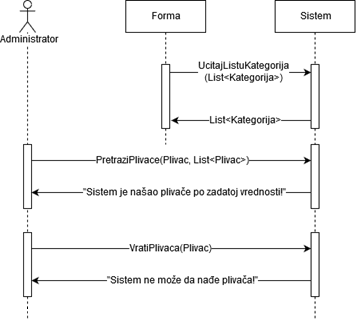 Forma
Sistem
Administrator
UcitajListuKategorija
(List<Kategorija>)
List<Kategorija>
PretraziPlivace(Plivac, List<Plivac>)
"Sistem je našao plivače po zadatoj vrednosti!"
VratiPlivaca(Plivac)
"Sistem ne može da nađe plivača!"